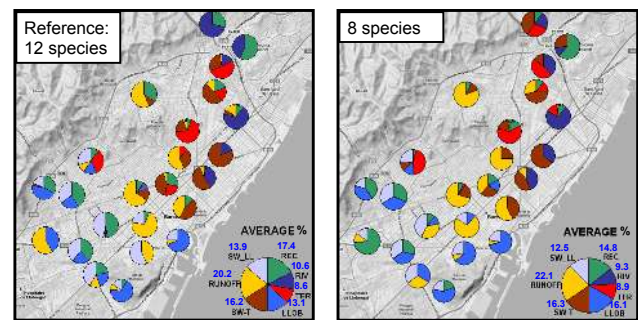 Reference:
12 species
AVERAGE %
13.9
17.4
SW_LL
REC
10.6
20.2
RIV
RUNOFF
8.6
TER
16.2
13.1
SW-T
LLOB
8 species
AVERAGE %
12.5
14.8
SW_LL
REC
9.3
22.1
RIV
RUNOFF
8.9
TER
16.3
16.1
SW-T
LLOB